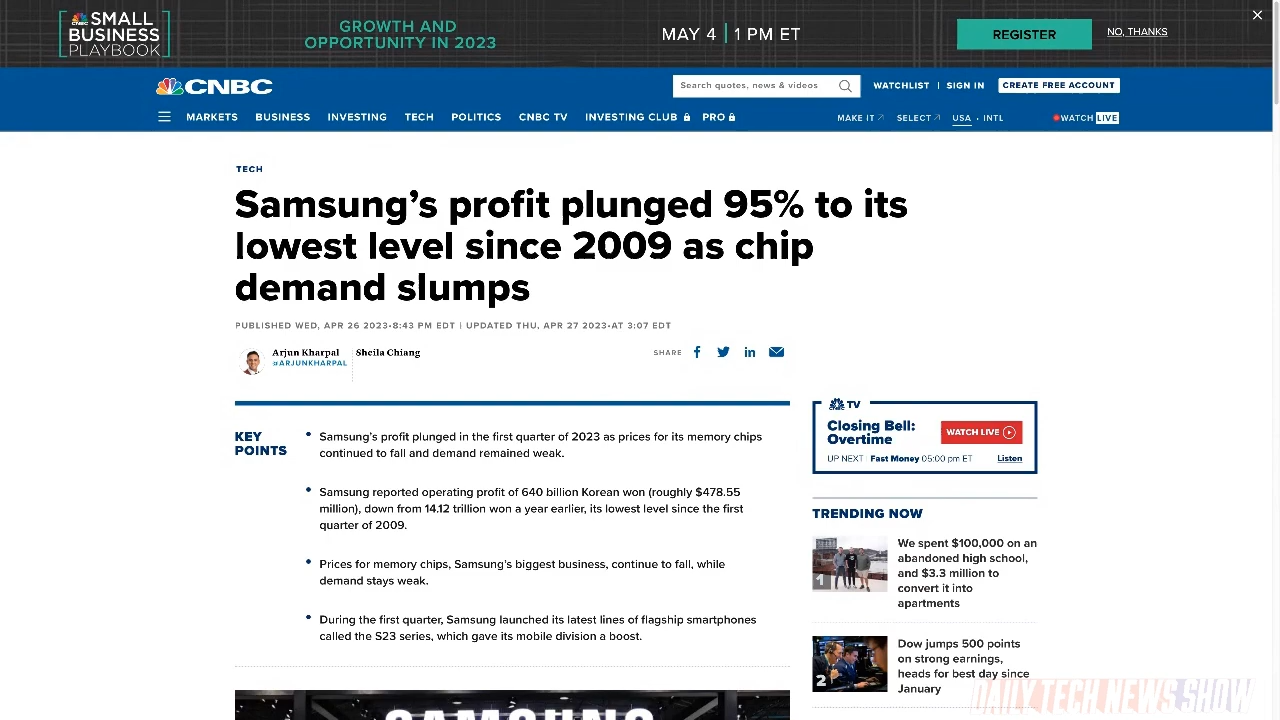 SMALL
BUSINESS
PLAYBOOK
GROWTH AND
OPPORTUNITY IN 2023
MAY 4 | 1 PM ET
REGISTER
NO, THANKS
CNBC
Search quotes, news & videos
WATCHLIST | SIGN IN
CREATE FREE ACCOUNT
MARKETS BUSINESS INVESTING TECH POLITICS CNBC TV INVESTING CLUB PRO
MAKE IT SELECT USA • INTL WATCH LIVE
TECH
Samsung's profit plunged 95% to its
lowest level since 2009 as chip
demand slumps
PUBLISHED WED, APR 26 2023•8:43 PM EDT | UPDATED THU, APR 27 2023•AT 3:07 EDT
Arjun Kharpal
@ARJUNKHARPAL
Sheila Chiang
SHARE
KEY
POINTS
• Samsung's profit plunged in the first quarter of 2023 as prices for its memory chips
continued to fall and demand remained weak.
• Samsung reported operating profit of 640 billion Korean won (roughly $478.55
million), down from 14.12 trillion won a year earlier, its lowest level since the first
quarter of 2009.
• Prices for memory chips, Samsung's biggest business, continue to fall, while
demand stays weak.
• During the first quarter, Samsung launched its latest lines of flagship smartphones
called the S23 series, which gave its mobile division a boost.
SAMSUNG
TV
Closing Bell:
Overtime
WATCH LIVE
UP NEXT | Fast Money 05:00 pm ET
Listen
TRENDING NOW
1
We spent $100,000 on an
abandoned high school,
and $3.3 million to
convert it into
apartments
2
Dow jumps 500 points
on strong earnings,
heads for best day since
January
DAILY TECH NEWS SHOW